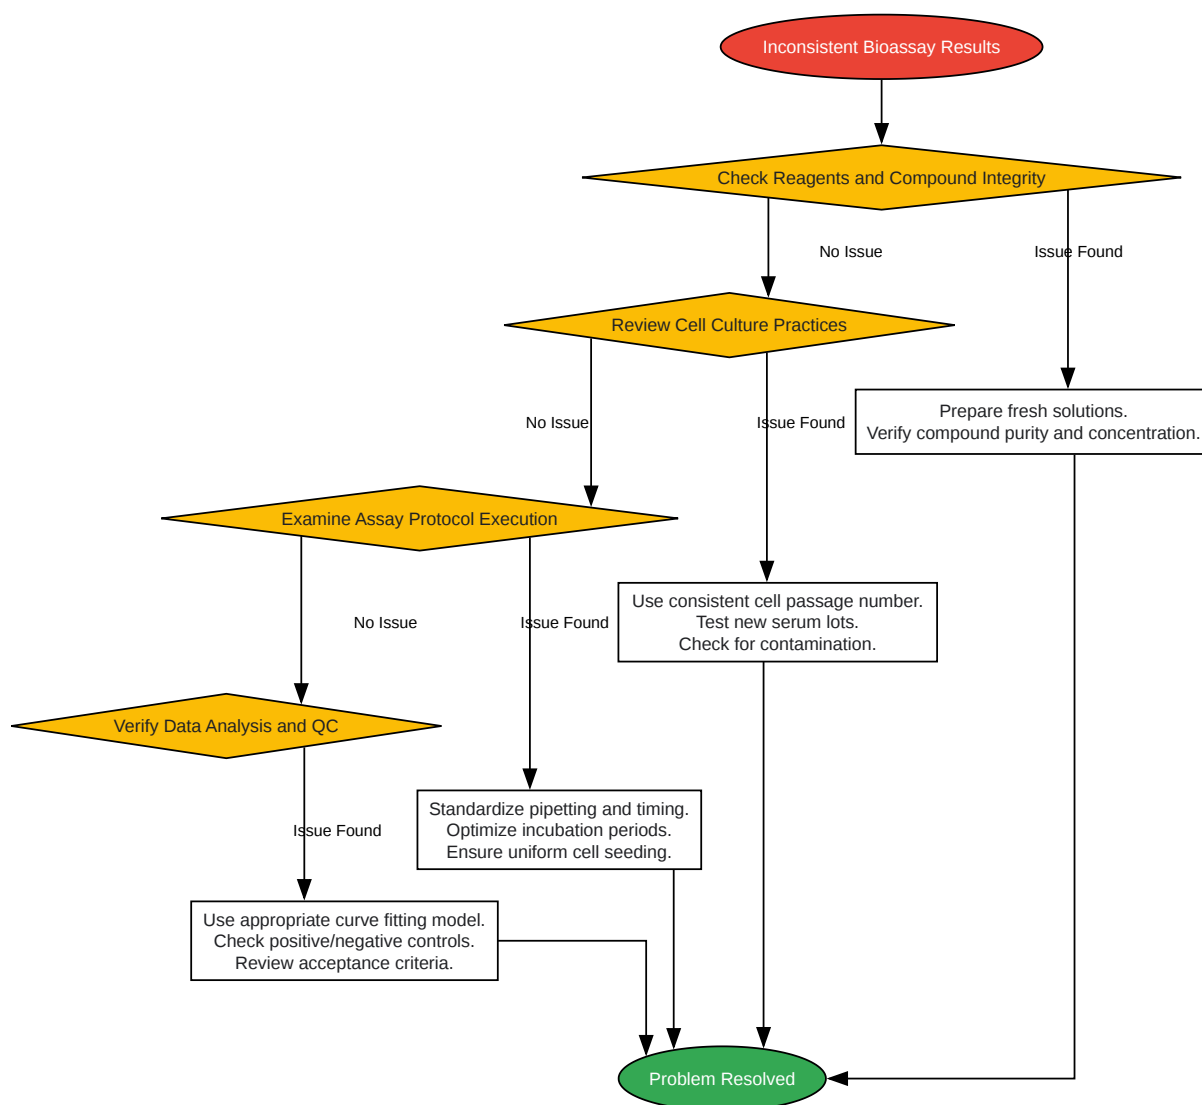 Inconsistent Bioassay Results
Check Reagents and Compound Integrity
No Issue
Issue Found
Review Cell Culture Practices
Prepare fresh solutions.
Verify compound purity and concentration.
No Issue
Issue Found
Examine Assay Protocol Execution
Use consistent cell passage number.
Test new serum lots.
Check for contamination.
No Issue
Issue Found
Verify Data Analysis and QC
Standardize pipetting and timing.
Optimize incubation periods.
Ensure uniform cell seeding.
Issue Found
Use appropriate curve fitting model.
Check positive/negative controls.
Review acceptance criteria.
Problem Resolved